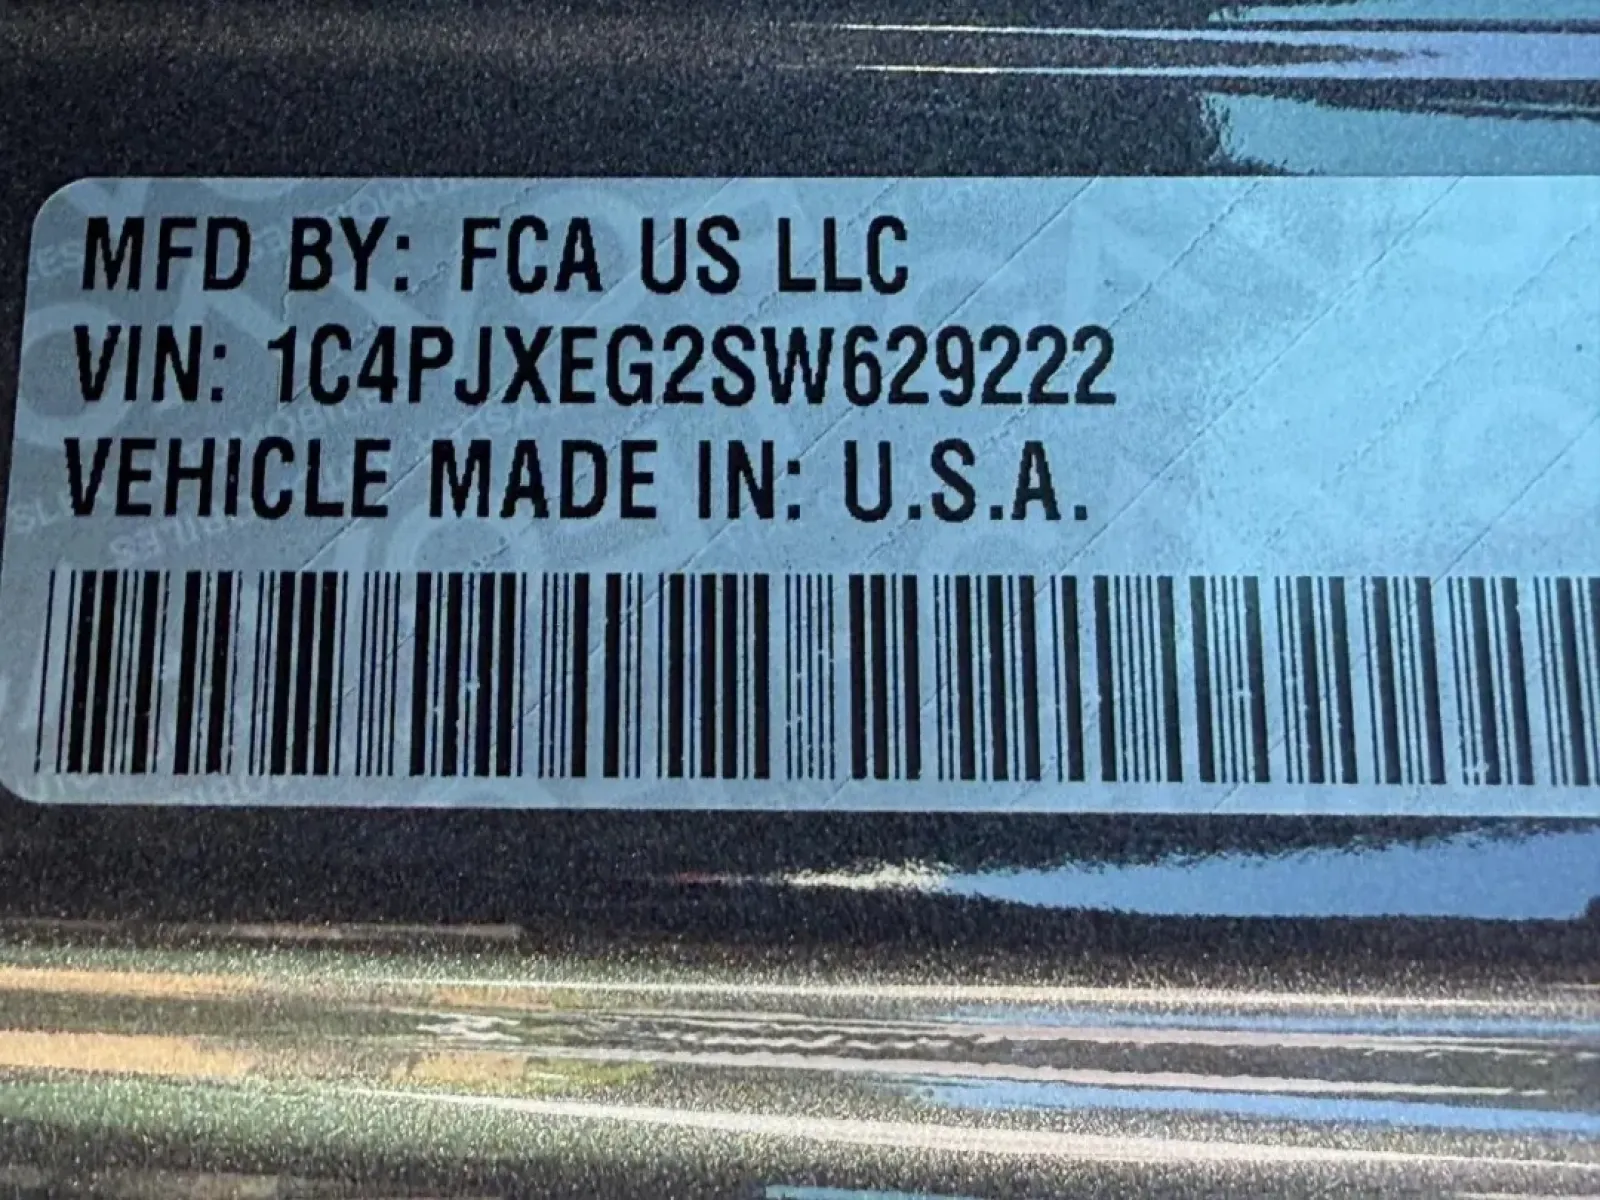 MFD BY: FCA US LLC
VIN: 1C4PJXEG2SW629222
VEHICLE MADE IN: U.S.A.